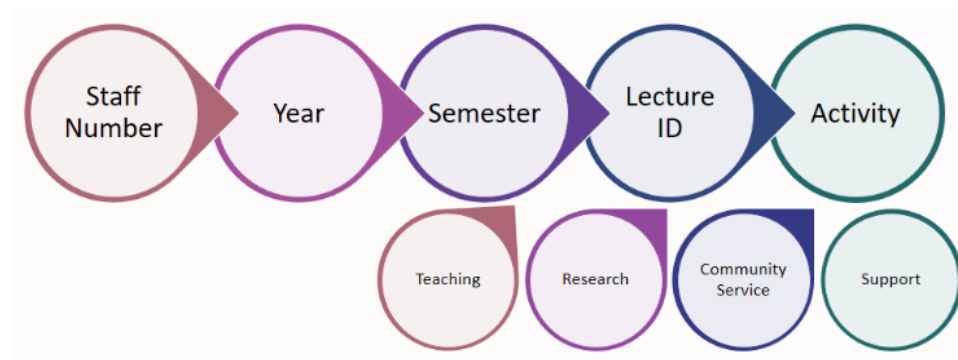 Staff
Number
Year
Semester
Lecture
ID
Activity
Teaching
Research
Community
Service
Support